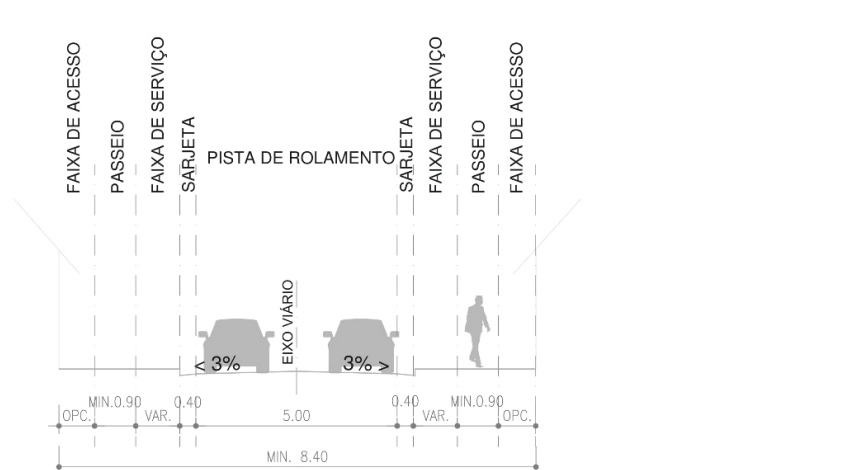 FAIXA DE ACESSO
PASSEIO
FAIXA DE SERVIÇO
SARJETA
PISTA DE ROLAMENTO
SARJETA
FAIXA DE SERVIÇO
PASSEIO
FAIXA DE ACESSO
EIXO VIÁRIO
< 3%
3% >
OPC.
MIN.0.90
VAR.
0.40
5.00
0.40
VAR.
MIN.0.90
OPC.
MIN. 8.40